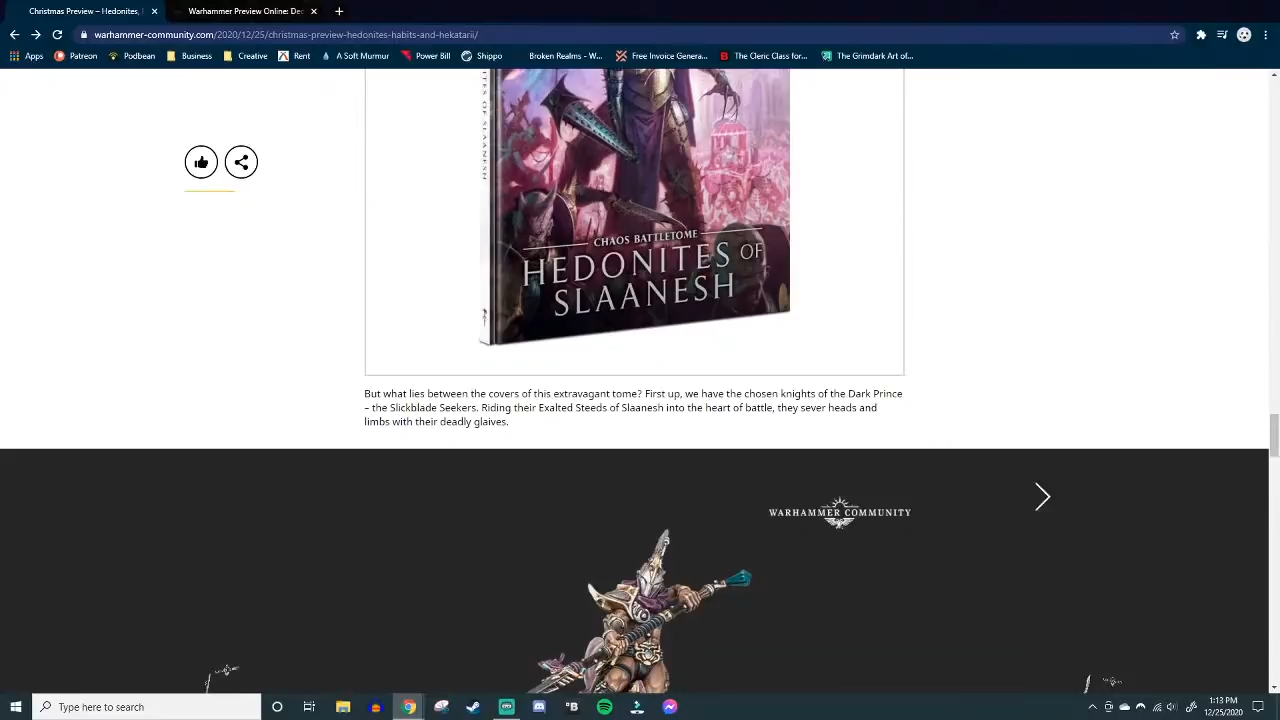 Christmas Preview – Hedonites,
Warhammer Preview Online: Dec
warhammer-community.com/2020/12/25/christmas-preview-hedonites-habits-and-hekatarii/
Apps
Patreon
Podbean
Business
Creative
Rent
A Soft Murmur
Power Bill
Shippo
Broken Realms - W...
Free Invoice Genera...
The Cleric Class for...
The Grimdark Art of...
CHAOS BATTLETOME
HEDONITES OF
SLAANESH
But what lies between the covers of this extravagant tome? First up, we have the chosen knights of the Dark Prince
– the Slickblade Seekers. Riding their Exalted Steeds of Slaanesh into the heart of battle, they sever heads and
limbs with their deadly glaives.
WARHAMMER COMMUNITY
Type here to search
1:13 PM
12/25/2020